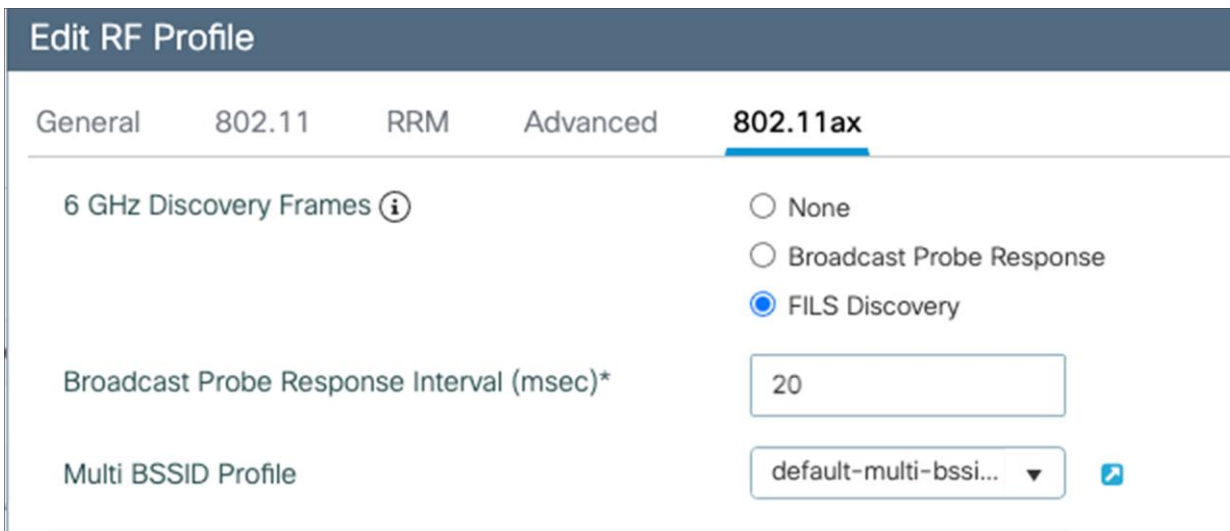 Edit RF Profile
General 802.11 RRM Advanced 802.11ax
6 GHz Discovery Frames i
None
Broadcast Probe Response
FILS Discovery
Broadcast Probe Response Interval (msec)* 20
Multi BSSID Profile default-multi-bssi...